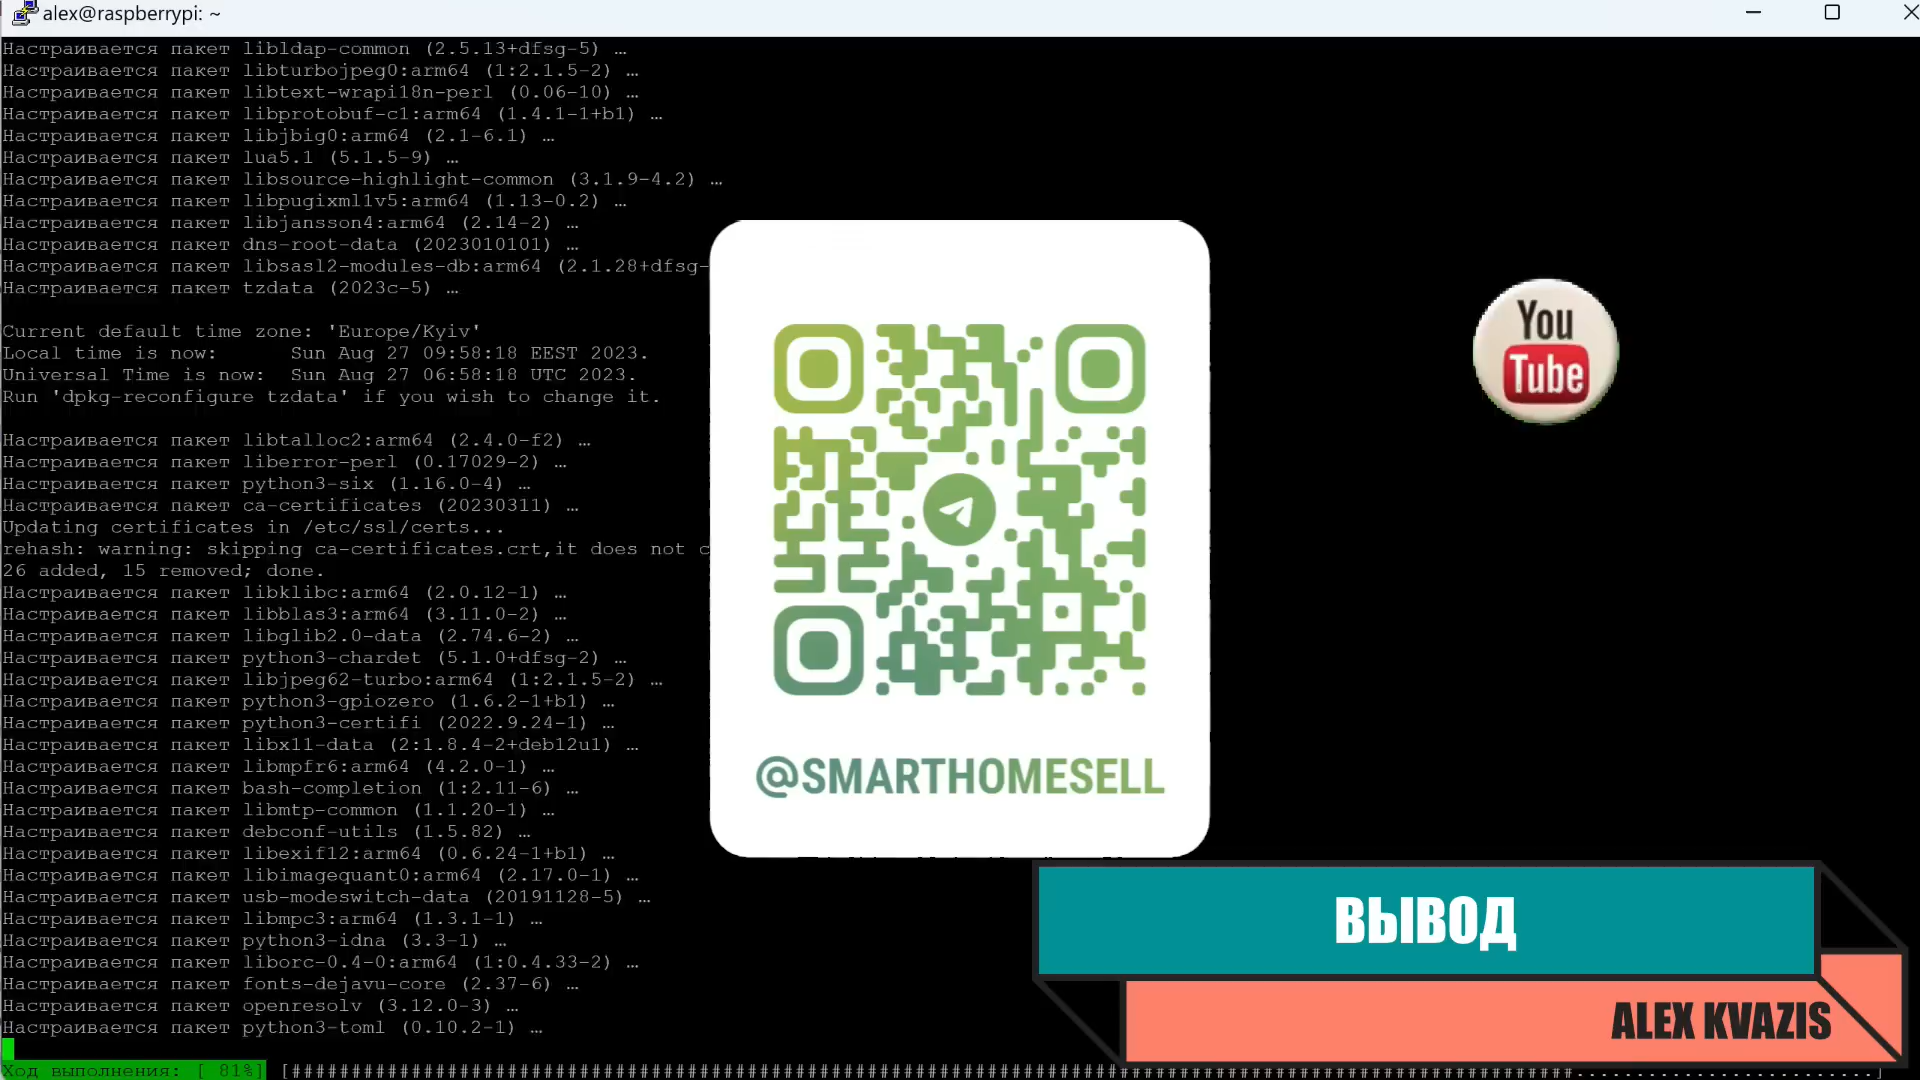 alex@raspberrypi: ~
Настраивается пакет libldap-common (2.5.13+dfsg-5) …
Настраивается пакет libturbojpeg0:arm64 (1:2.1.5-2) …
Настраивается пакет libtext-wrapi18n-perl (0.06-10) …
Настраивается пакет libprotobuf-c1:arm64 (1.4.1-1+b1) …
Настраивается пакет libjbig0:arm64 (2.1-6.1) …
Настраивается пакет lua5.1 (5.1.5-9) …
Настраивается пакет libsource-highlight-common (3.1.9-4.2) …
Настраивается пакет libpugixml1v5:arm64 (1.13-0.2) …
Настраивается пакет libjansson4:arm64 (2.14-2) …
Настраивается пакет dns-root-data (2023010101) …
Настраивается пакет libsasl2-modules-db:arm64 (2.1.28+dfsg-
Настраивается пакет tzdata (2023c-5) …
Current default time zone: 'Europe/Kyiv'
Local time is now:      Sun Aug 27 09:58:18 EEST 2023.
Universal Time is now:  Sun Aug 27 06:58:18 UTC 2023.
Run 'dpkg-reconfigure tzdata' if you wish to change it.
Настраивается пакет libtalloc2:arm64 (2.4.0-f2) …
Настраивается пакет liberror-perl (0.17029-2) …
Настраивается пакет python3-six (1.16.0-4) …
Настраивается пакет ca-certificates (20230311) …
Updating certificates in /etc/ssl/certs...
rehash: warning: skipping ca-certificates.crt,it does not c
26 added, 15 removed; done.
Настраивается пакет libklibc:arm64 (2.0.12-1) …
Настраивается пакет libblas3:arm64 (3.11.0-2) …
Настраивается пакет libglib2.0-data (2.74.6-2) …
Настраивается пакет python3-chardet (5.1.0+dfsg-2) …
Настраивается пакет libjpeg62-turbo:arm64 (1:2.1.5-2) …
Настраивается пакет python3-gpiozero (1.6.2-1+b1) …
Настраивается пакет python3-certifi (2022.9.24-1) …
Настраивается пакет libx11-data (2:1.8.4-2+deb12u1) …
Настраивается пакет libmpfr6:arm64 (4.2.0-1) …
Настраивается пакет bash-completion (1:2.11-6) …
Настраивается пакет libmtp-common (1.1.20-1) …
Настраивается пакет debconf-utils (1.5.82) …
Настраивается пакет libexif12:arm64 (0.6.24-1+b1) …
Настраивается пакет libimagequant0:arm64 (2.17.0-1) …
Настраивается пакет usb-modeswitch-data (20191128-5) …
Настраивается пакет libmpc3:arm64 (1.3.1-1) …
Настраивается пакет python3-idna (3.3-1) …
Настраивается пакет liborc-0.4-0:arm64 (1:0.4.33-2) …
Настраивается пакет fonts-dejavu-core (2.37-6) …
Настраивается пакет openresolv (3.12.0-3) …
Настраивается пакет python3-toml (0.10.2-1) …
Ход выполнения: [ 81%]
@SMARTHOMESELL
You
Tube
ВЫВОД
ALEX KVAZIS